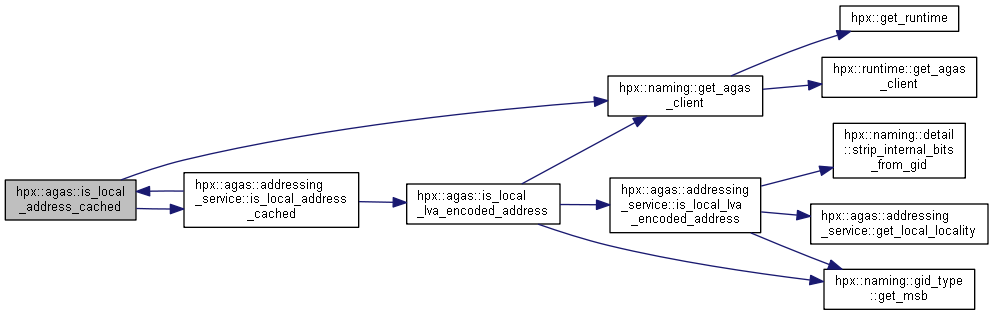 hpx::get_runtime
hpx::runtime::get_agas
_client
hpx::naming::get_agas
_client
hpx::naming::detail
::strip_internal_bits
_from_gid
hpx::agas::is_local
_address_cached
hpx::agas::addressing
_service::is_local_address
_cached
hpx::agas::is_local
_lva_encoded_address
hpx::agas::addressing
_service::is_local_lva
_encoded_address
hpx::agas::addressing
_service::get_local_locality
hpx::naming::gid_type
::get_msb